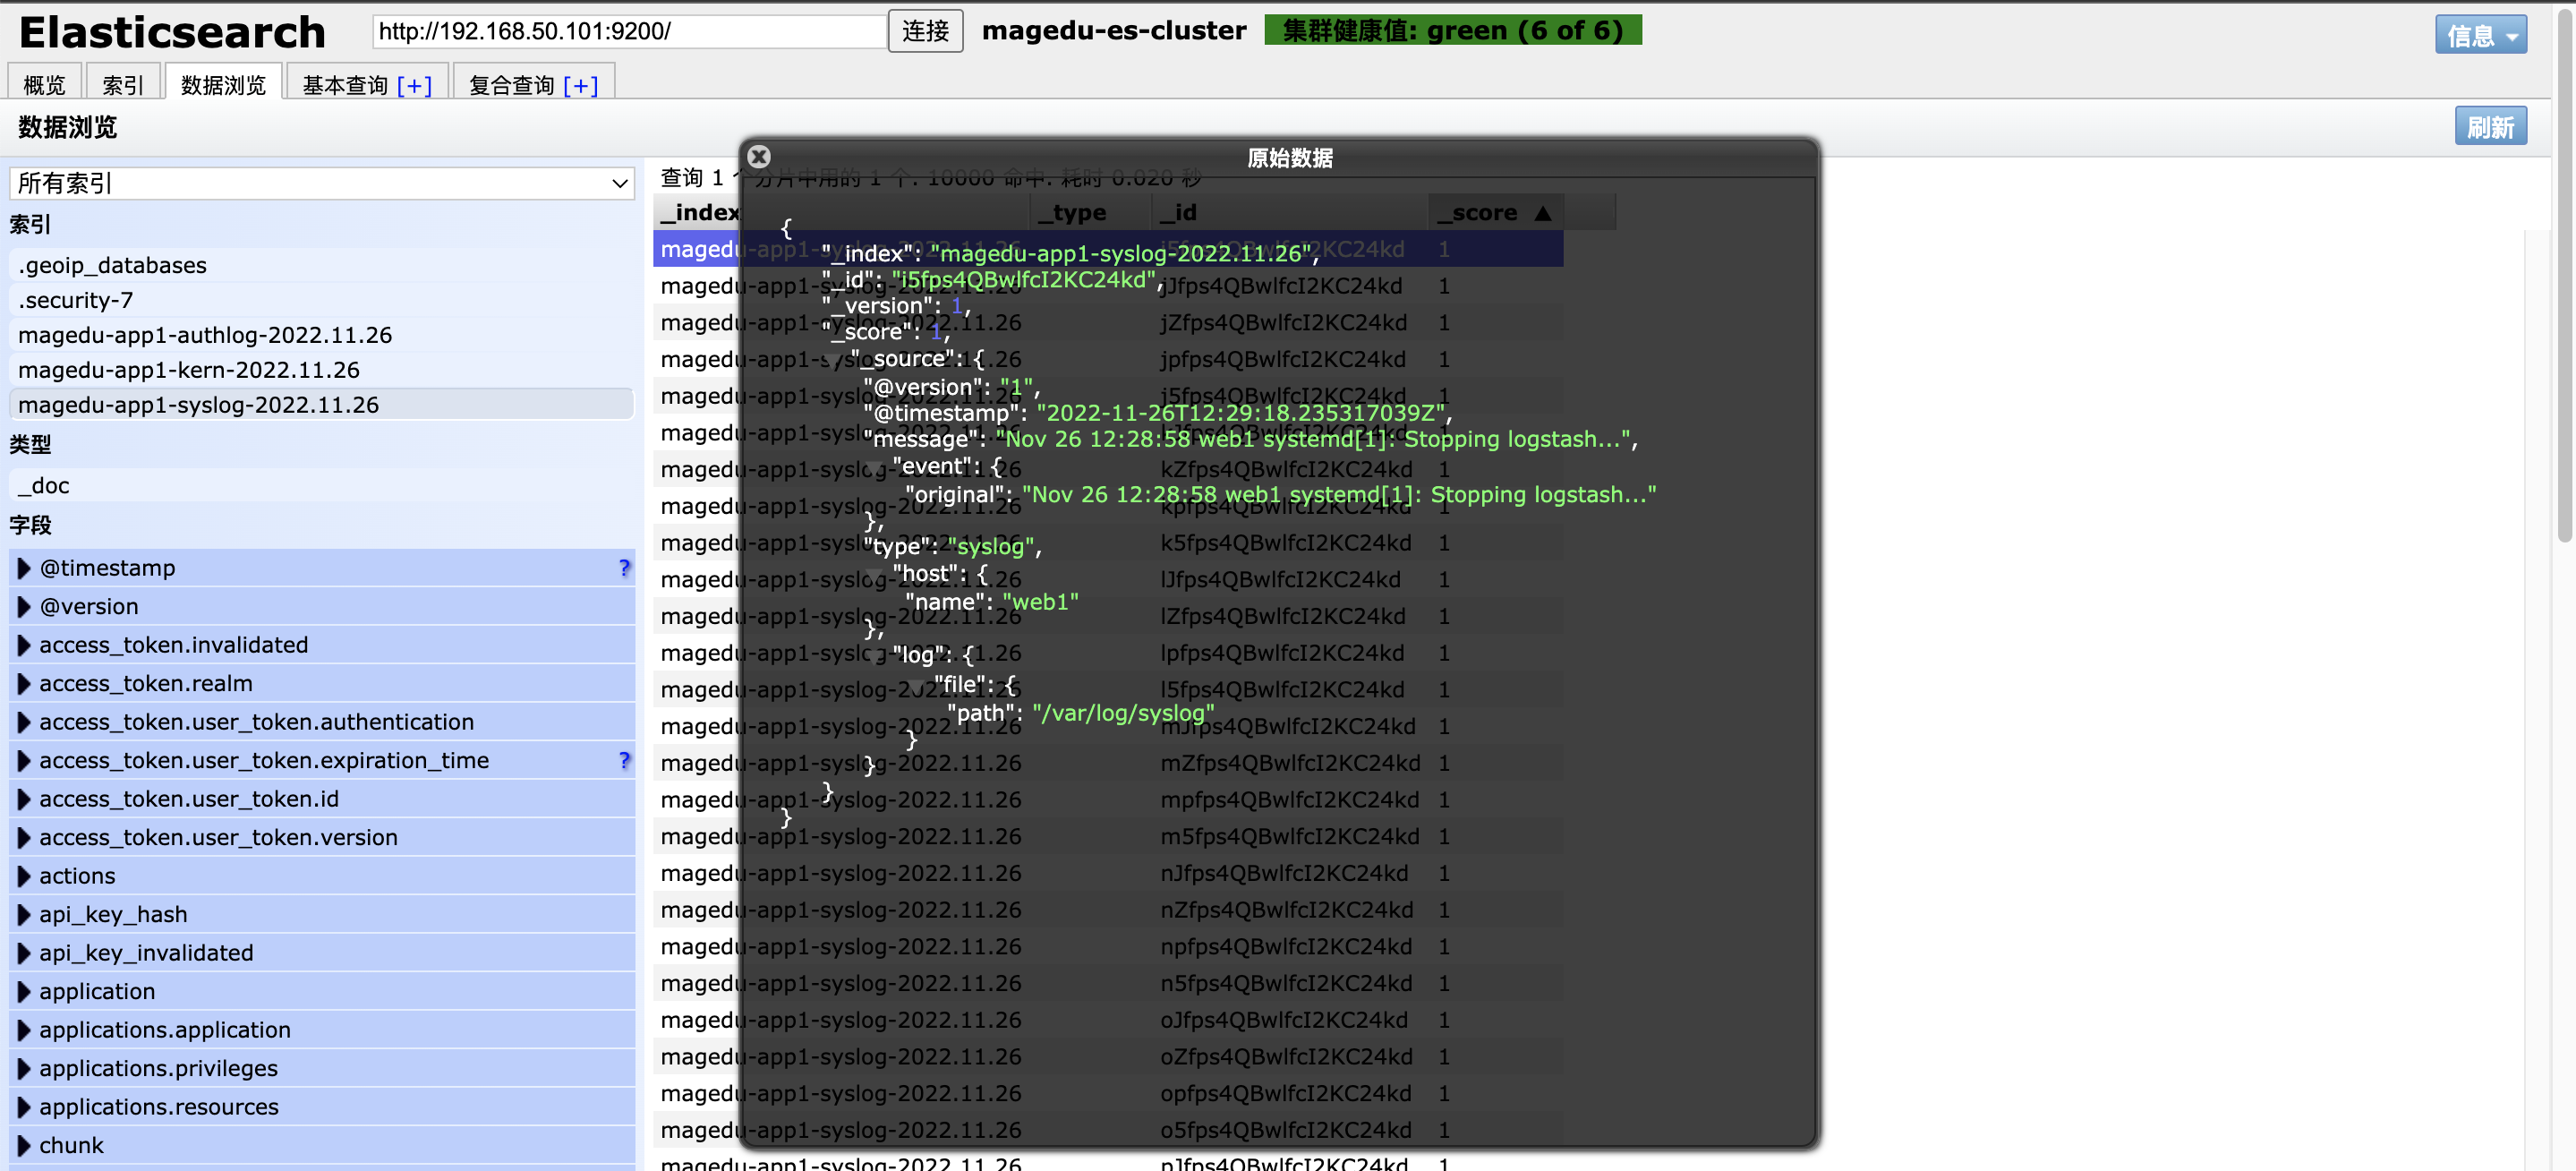 Elasticsearch
http://192.168.50.101:9200/
连接
magedu-es-cluster
集群健康值: green (6 of 6)
信息
概览
索引
数据浏览
基本查询 [+]
复合查询 [+]
数据浏览
刷新
所有索引
索引
.geoip_databases
.security-7
magedu-app1-authlog-2022.11.26
magedu-app1-kern-2022.11.26
magedu-app1-syslog-2022.11.26
类型
_doc
字段
@timestamp ?
@version
access_token.invalidated
access_token.realm
access_token.user_token.authentication
access_token.user_token.expiration_time ?
access_token.user_token.id
access_token.user_token.version
actions
api_key_hash
api_key_invalidated
application
applications.application
applications.privileges
applications.resources
chunk
查询 1 个分片中用的 1 个. 10000 命中. 耗时 0.020 秒
_index _type _id _score ▲
magedu-app1-syslog-2022.11.26 i5fps4QBwlfcI2KC24kd 1
magedu-app1-syslog-2022.11.26 jJfps4QBwlfcI2KC24kd 1
magedu-app1-syslog-2022.11.26 jZfps4QBwlfcI2KC24kd 1
magedu-app1-syslog-2022.11.26 jpfps4QBwlfcI2KC24kd 1
magedu-app1-syslog-2022.11.26 j5fps4QBwlfcI2KC24kd 1
magedu-app1-syslog-2022.11.26 1
magedu-app1-syslog-2022.11.26 kZfps4QBwlfcI2KC24kd 1
magedu-app1-syslog-2022.11.26 kpfps4QBwlfcI2KC24kd 1
magedu-app1-syslog-2022.11.26 k5fps4QBwlfcI2KC24kd 1
magedu-app1-syslog-2022.11.26 lJfps4QBwlfcI2KC24kd 1
magedu-app1-syslog-2022.11.26 lZfps4QBwlfcI2KC24kd 1
magedu-app1-syslog-2022.11.26 lpfps4QBwlfcI2KC24kd 1
magedu-app1-syslog-2022.11.26 l5fps4QBwlfcI2KC24kd 1
magedu-app1-syslog-2022.11.26 mJfps4QBwlfcI2KC24kd 1
magedu-app1-syslog-2022.11.26 mZfps4QBwlfcI2KC24kd 1
magedu-app1-syslog-2022.11.26 mpfps4QBwlfcI2KC24kd 1
magedu-app1-syslog-2022.11.26 m5fps4QBwlfcI2KC24kd 1
magedu-app1-syslog-2022.11.26 nJfps4QBwlfcI2KC24kd 1
magedu-app1-syslog-2022.11.26 nZfps4QBwlfcI2KC24kd 1
magedu-app1-syslog-2022.11.26 npfps4QBwlfcI2KC24kd 1
magedu-app1-syslog-2022.11.26 n5fps4QBwlfcI2KC24kd 1
magedu-app1-syslog-2022.11.26 oJfps4QBwlfcI2KC24kd 1
magedu-app1-syslog-2022.11.26 oZfps4QBwlfcI2KC24kd 1
magedu-app1-syslog-2022.11.26 opfps4QBwlfcI2KC24kd 1
magedu-app1-syslog-2022.11.26 o5fps4QBwlfcI2KC24kd 1
magedu-app1-syslog-2022.11.26 pJfps4QBwlfcI2KC24kd 1
原始数据
{
"_index": "magedu-app1-syslog-2022.11.26",
"_id": "i5fps4QBwlfcI2KC24kd",
"_version": 1,
"_score": 1,
"_source": {
"@version": "1",
"@timestamp": "2022-11-26T12:29:18.235317039Z",
"message": "Nov 26 12:28:58 web1 systemd[1]: Stopping logstash...",
"event": {
"original": "Nov 26 12:28:58 web1 systemd[1]: Stopping logstash..."
},
"type": "syslog",
"host": {
"name": "web1"
},
"log": {
"file": {
"path": "/var/log/syslog"
}
}
}
}